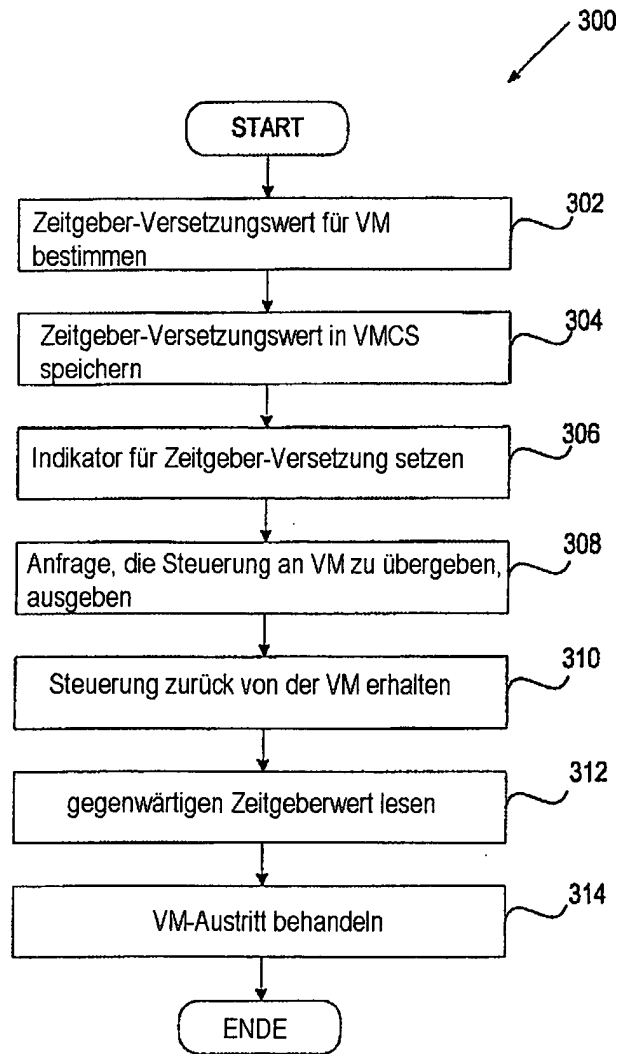 300
START
Zeitgeber-Versetzungswert für VM
bestimmen
302
Zeitgeber-Versetzungswert in VMCS
speichern
304
Indikator für Zeitgeber-Versetzung setzen
306
Anfrage, die Steuerung an VM zu übergeben,
ausgeben
308
Steuerung zurück von der VM erhalten
310
gegenwärtigen Zeitgeberwert lesen
312
VM-Austritt behandeln
314
ENDE